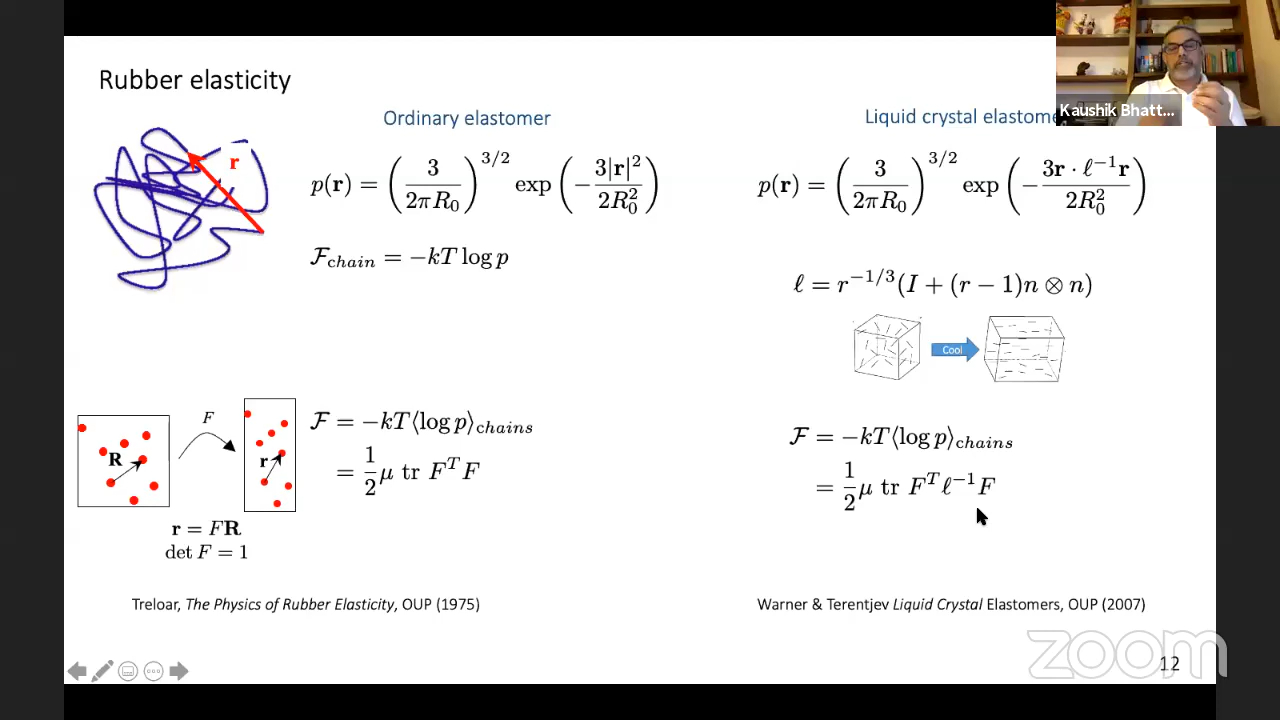 Rubber elasticity
Kaushik Bhatt...
Ordinary elastomer
r
p(r) = (3/2πR₀)^{3/2} exp(−3|r|²/2R₀²)
ℱ_chain = −kT log p
F
R
r
r = FR
det F = 1
ℱ = −kT⟨log p⟩_chains
= 1/2 μ tr FᵀF
Treloar, The Physics of Rubber Elasticity, OUP (1975)
Liquid crystal elastome
p(r) = (3/2πR₀)^{3/2} exp(−3r · ℓ⁻¹r/2R₀²)
ℓ = r^{−1/3}(I + (r − 1)n ⊗ n)
Cool
ℱ = −kT⟨log p⟩_chains
= 1/2 μ tr Fᵀℓ⁻¹F
Warner & Terentjev Liquid Crystal Elastomers, OUP (2007)
zoom
12